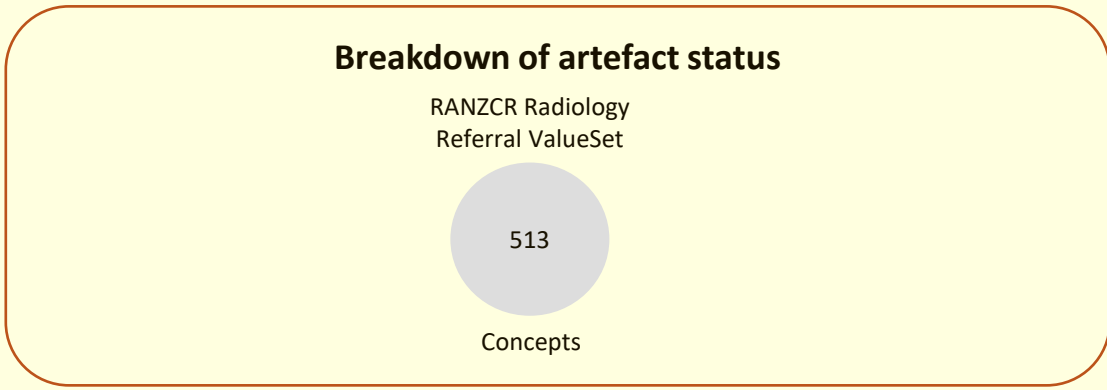 Breakdown of artefact status
RANZCR Radiology
Referral ValueSet
513
Concepts